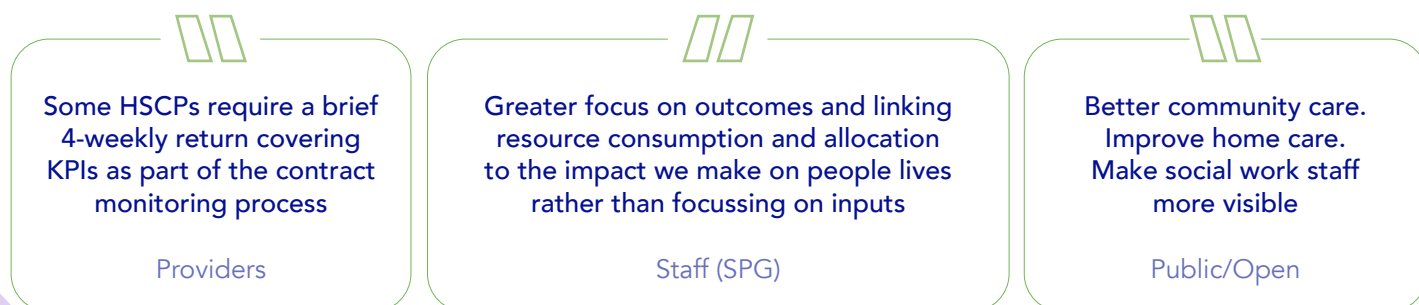 Some HSCPs require a brief
4-weekly return covering
KPIs as part of the contract
monitoring process
Providers
Greater focus on outcomes and linking
resource consumption and allocation
to the impact we make on people lives
rather than focussing on inputs
Staff (SPG)
Better community care.
Improve home care.
Make social work staff
more visible
Public/Open